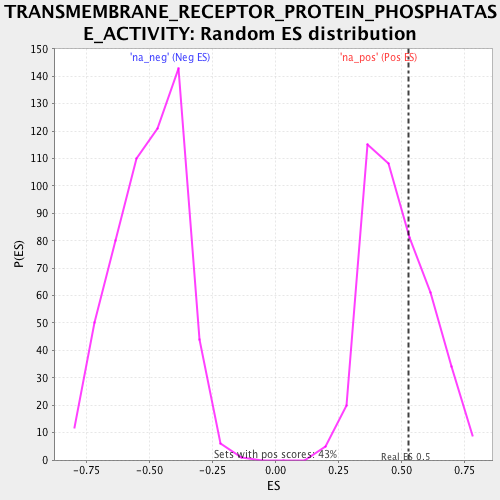 TRANSMEMBRANE_RECEPTOR_PROTEIN_PHOSPHATAS
E_ACTIVITY: Random ES distribution
'na_neg' (Neg ES)
'na_pos' (Pos ES)
150
140
130
120
110
100
90
80
70
60
50
40
30
20
10
0
P(ES)
Sets with pos scores: 43%
Real ES 0.5
-0.75
-0.50
-0.25
0.00
0.25
0.50
0.75
ES